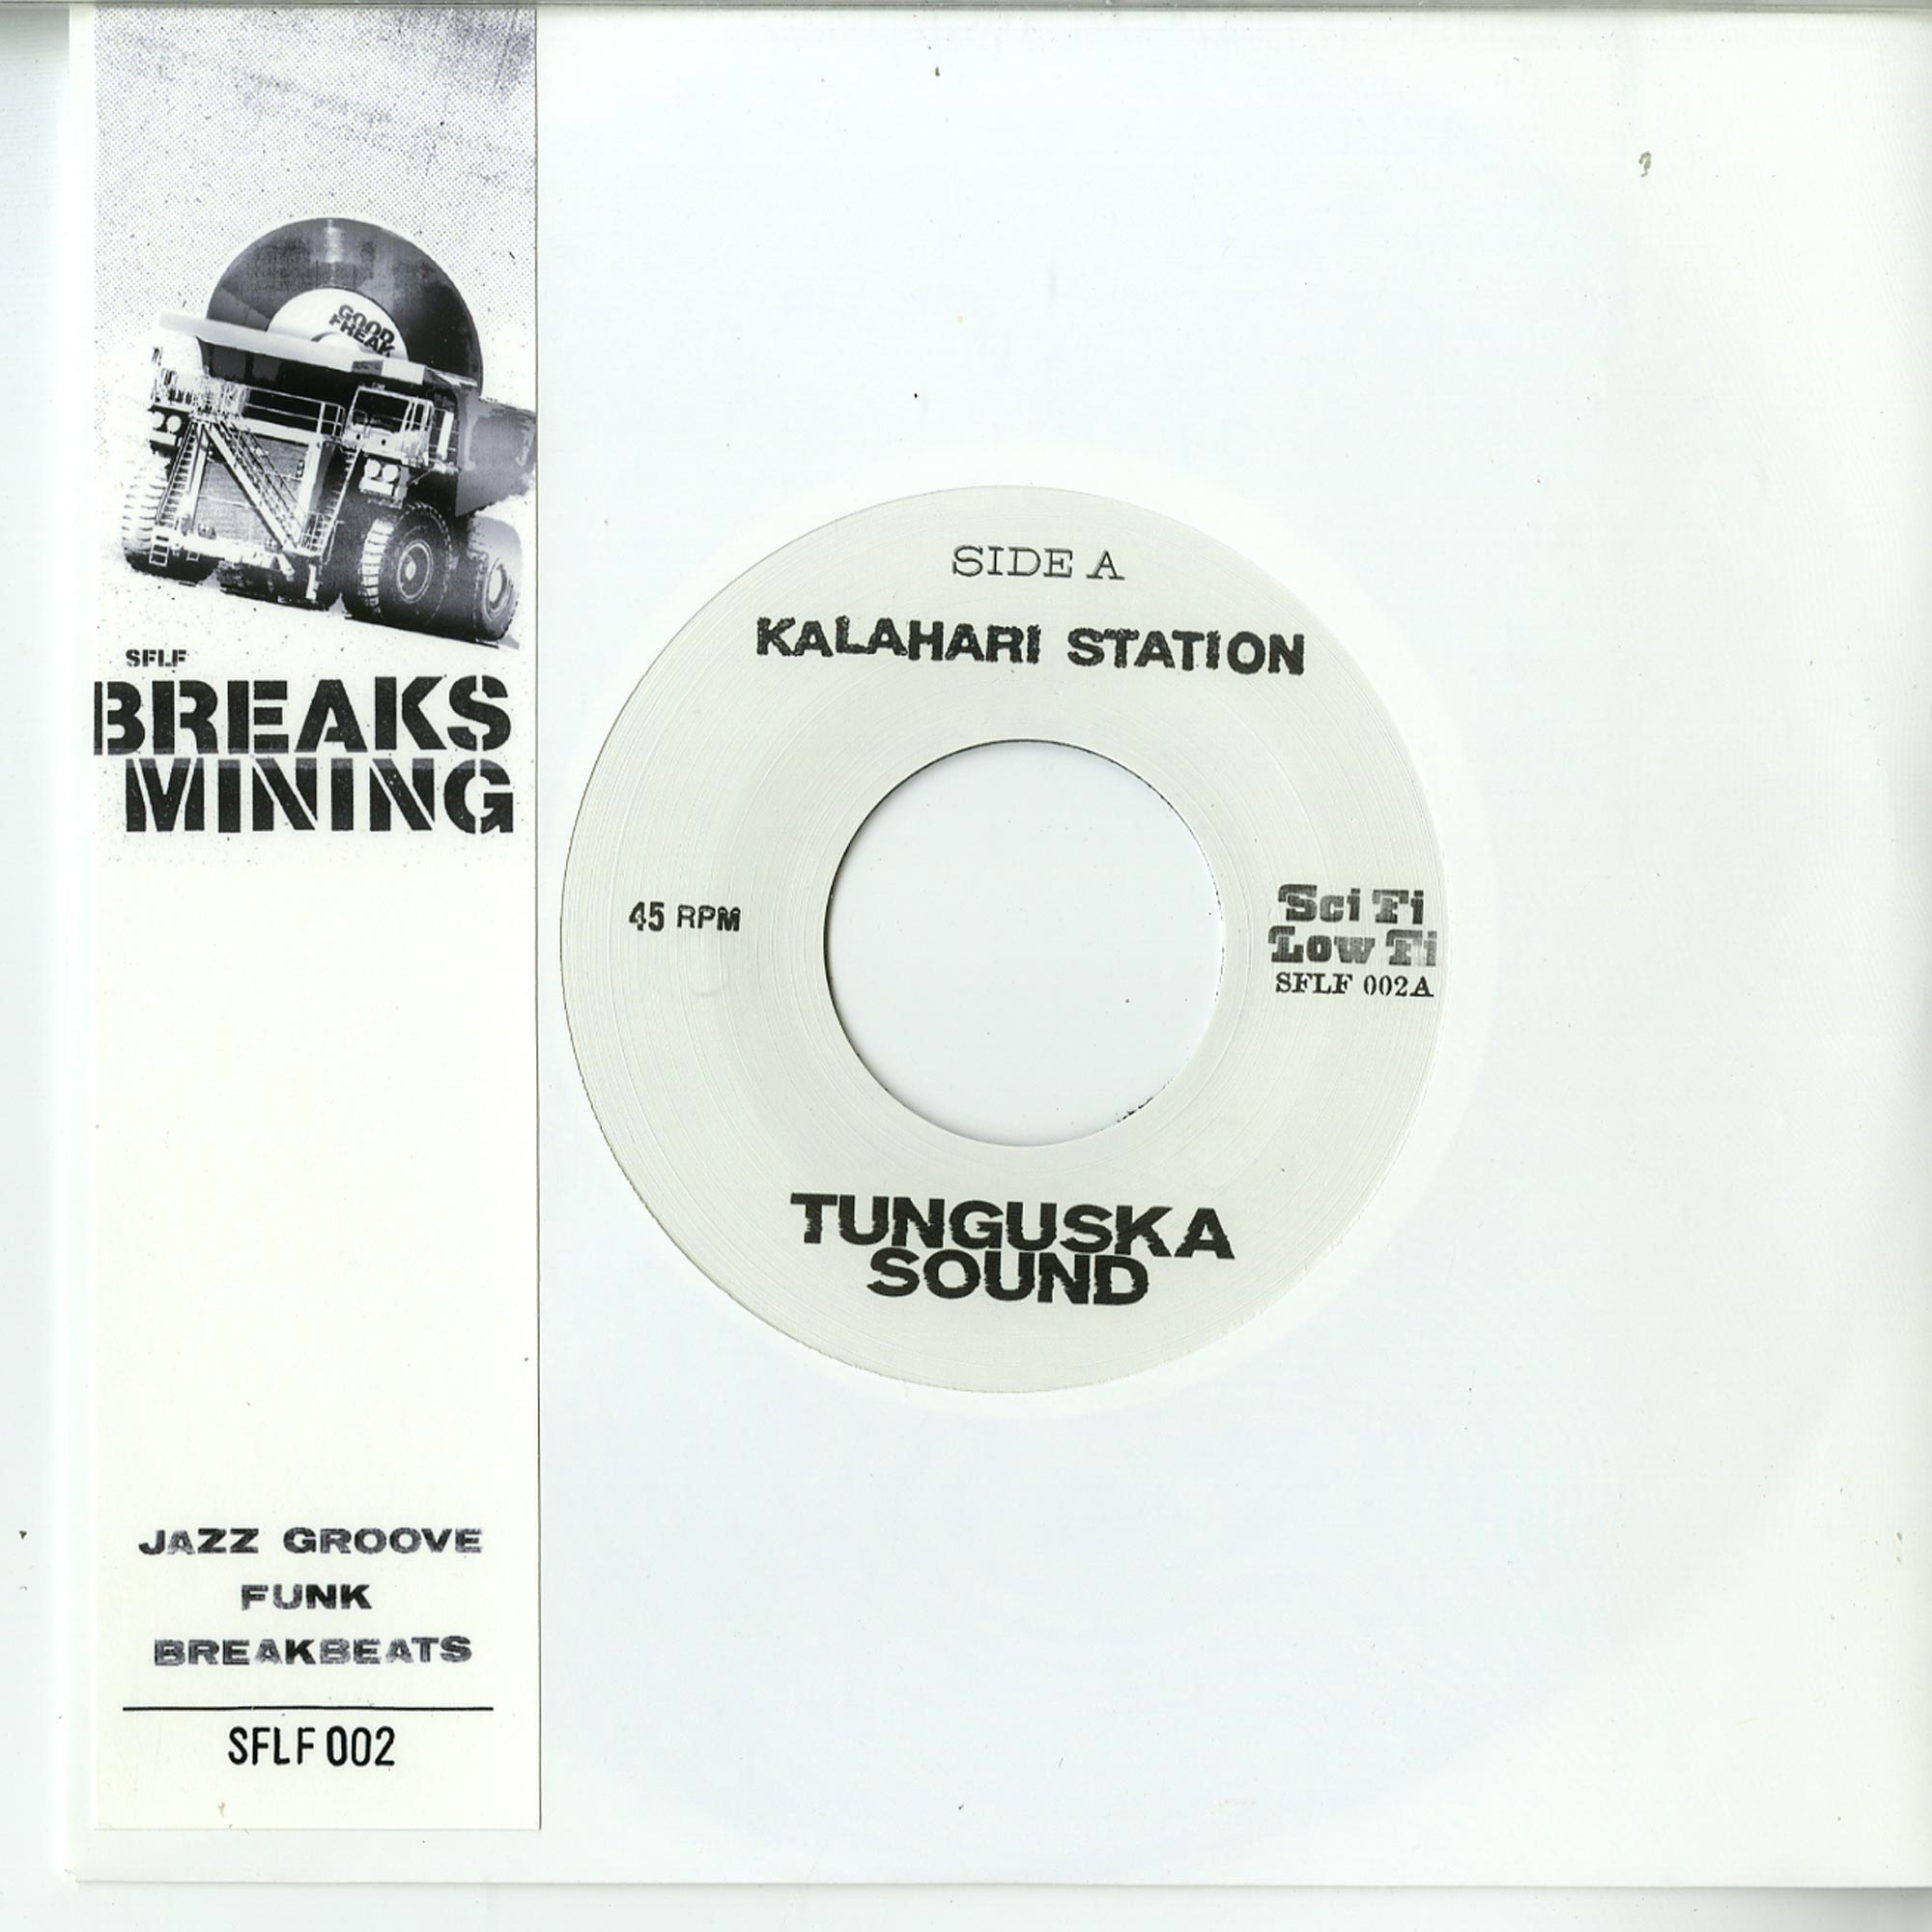 GOOD
FREAK
SFLF
BREAKS
MINING
JAZZ GROOVE
FUNK
BREAKBEATS
SFLF 002
SIDE A
KALAHARI STATION
45 RPM
Sci Fi
Low Fi
SFLF 002A
TUNGUSKA
SOUND